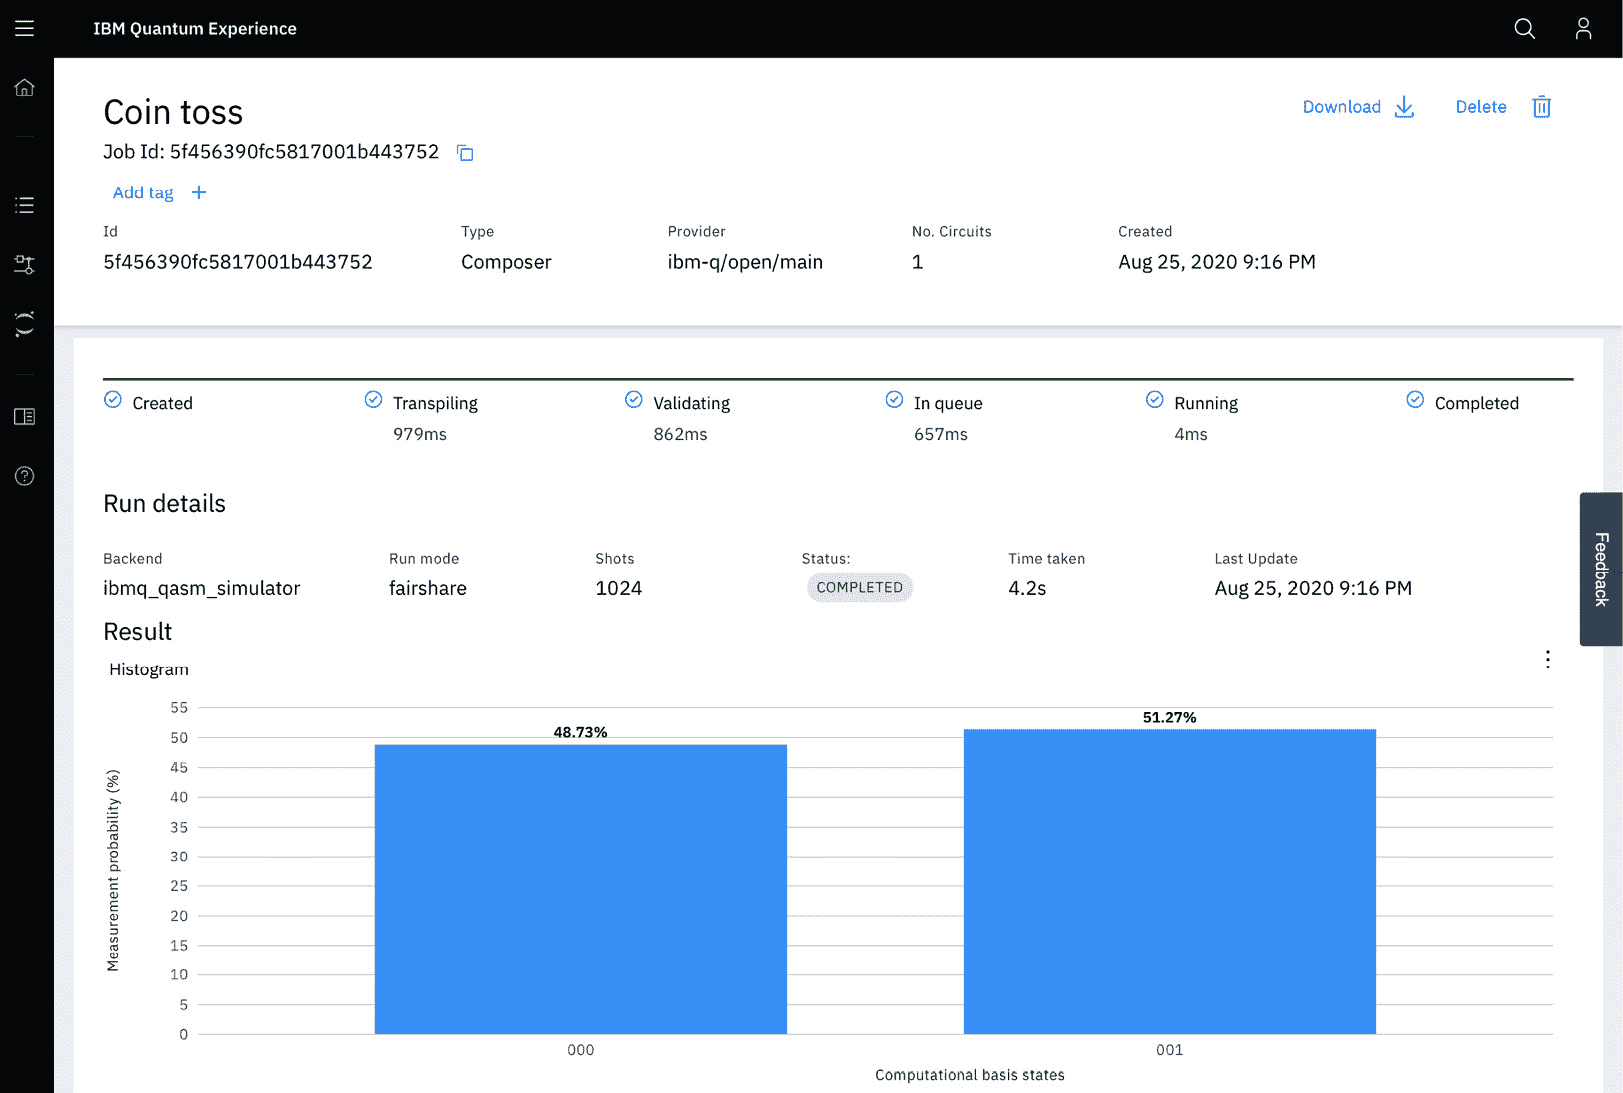 IBM Quantum Experience
Coin toss
Download
Delete
Job Id: 5f456390fc5817001b443752
Add tag +
Id Type Provider No. Circuits Created
5f456390fc5817001b443752 Composer ibm-q/open/main 1 Aug 25, 2020 9:16 PM
Created Transpiling Validating In queue Running Completed
979ms 862ms 657ms 4ms
Run details
Feedback
Backend Run mode Shots Status: Time taken Last Update
ibmq_qasm_simulator fairshare 1024 COMPLETED 4.2s Aug 25, 2020 9:16 PM
Result
Histogram
Measurement probability (%)
55
50
45
40
35
30
25
20
15
10
5
0
48.73%
51.27%
000 001
Computational basis states